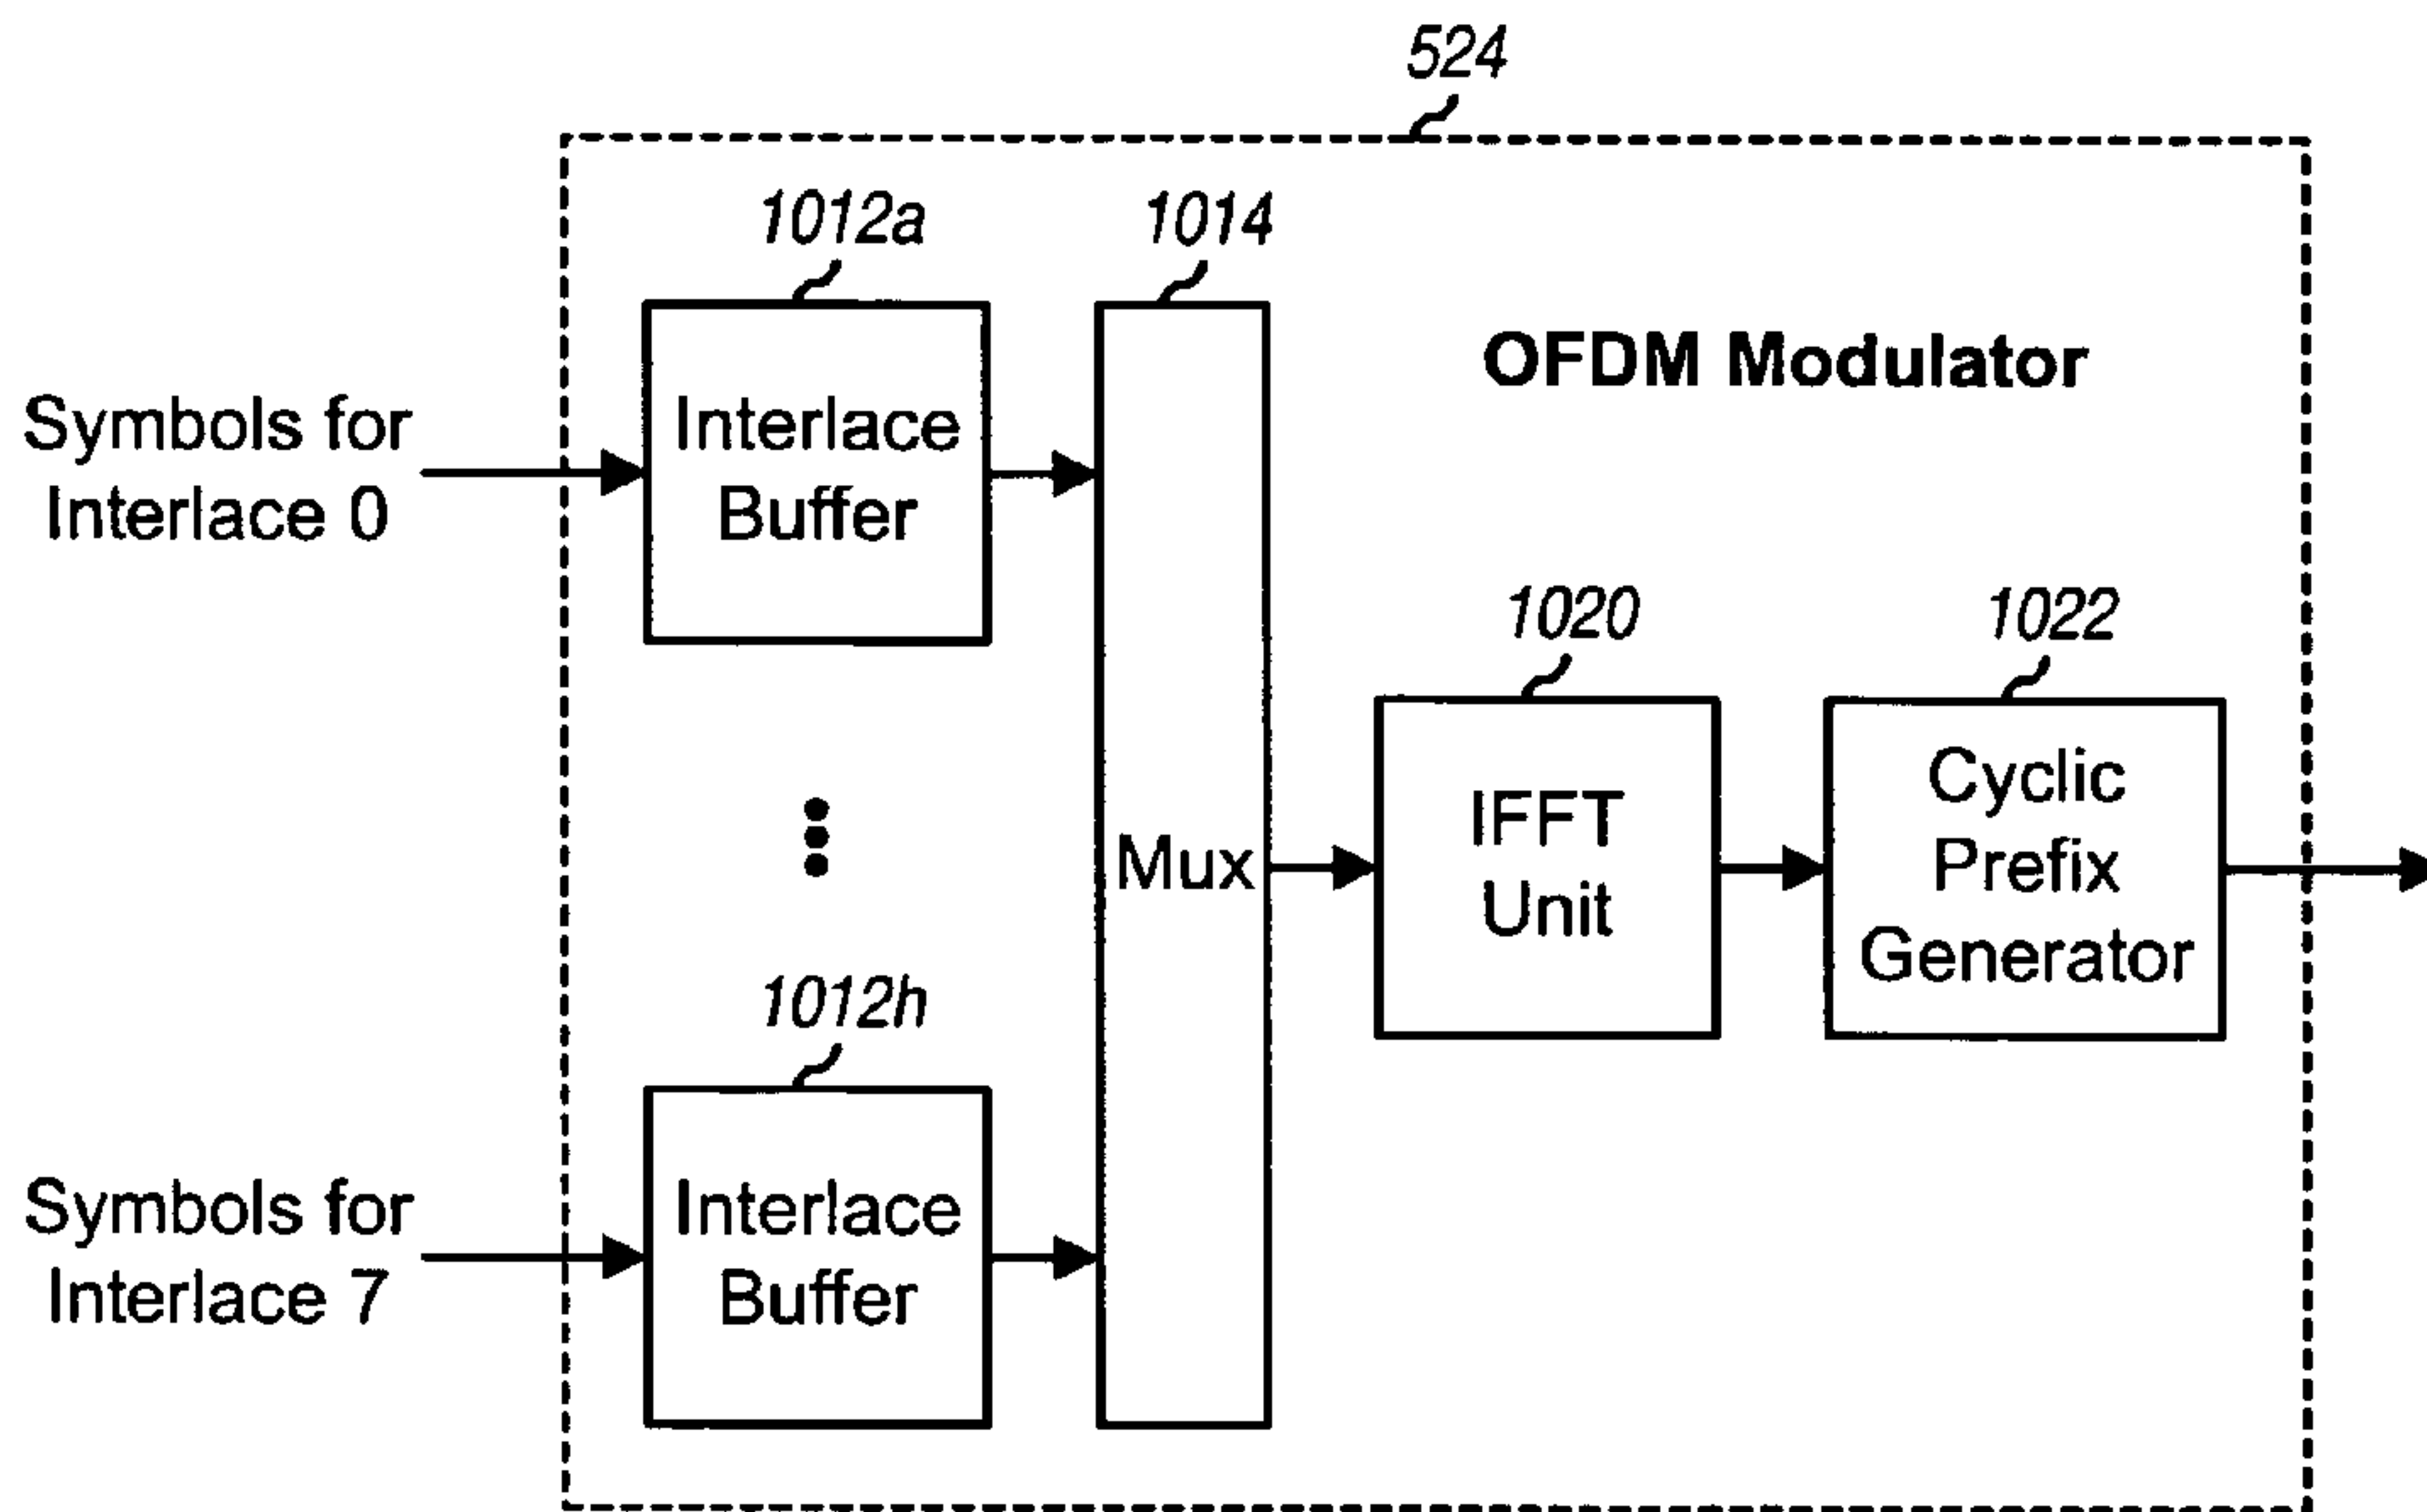 524
1012a
1014
OFDM Modulator
Symbols for
Interlace 0
Interlace
Buffer
1020
1022
Mux
IFFT
Unit
Cyclic
Prefix
Generator
1012h
Symbols for
Interlace 7
Interlace
Buffer